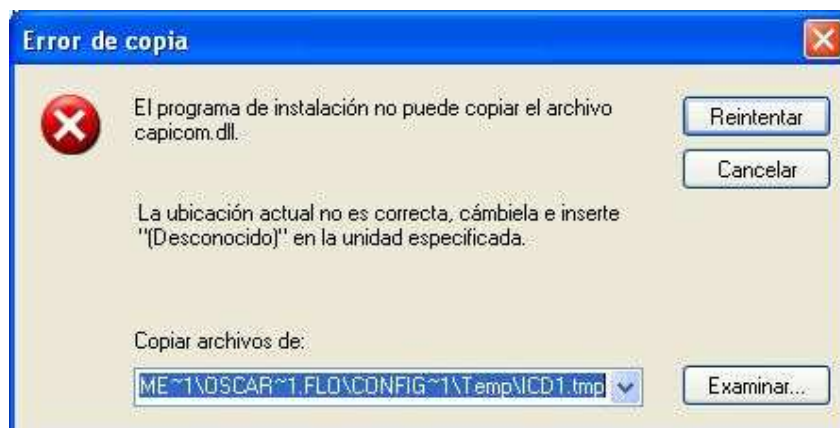 Error de copia
El programa de instalación no puede copiar el archivo
capicom.dll.
Reintentar
Cancelar
La ubicación actual no es correcta, cámbiela e inserte
"(Desconocido)" en la unidad especificada.
Copiar archivos de:
ME~1\OSCAR~1.FLO\CONFIG~1\Temp\ICD1.tmp
Examinar...